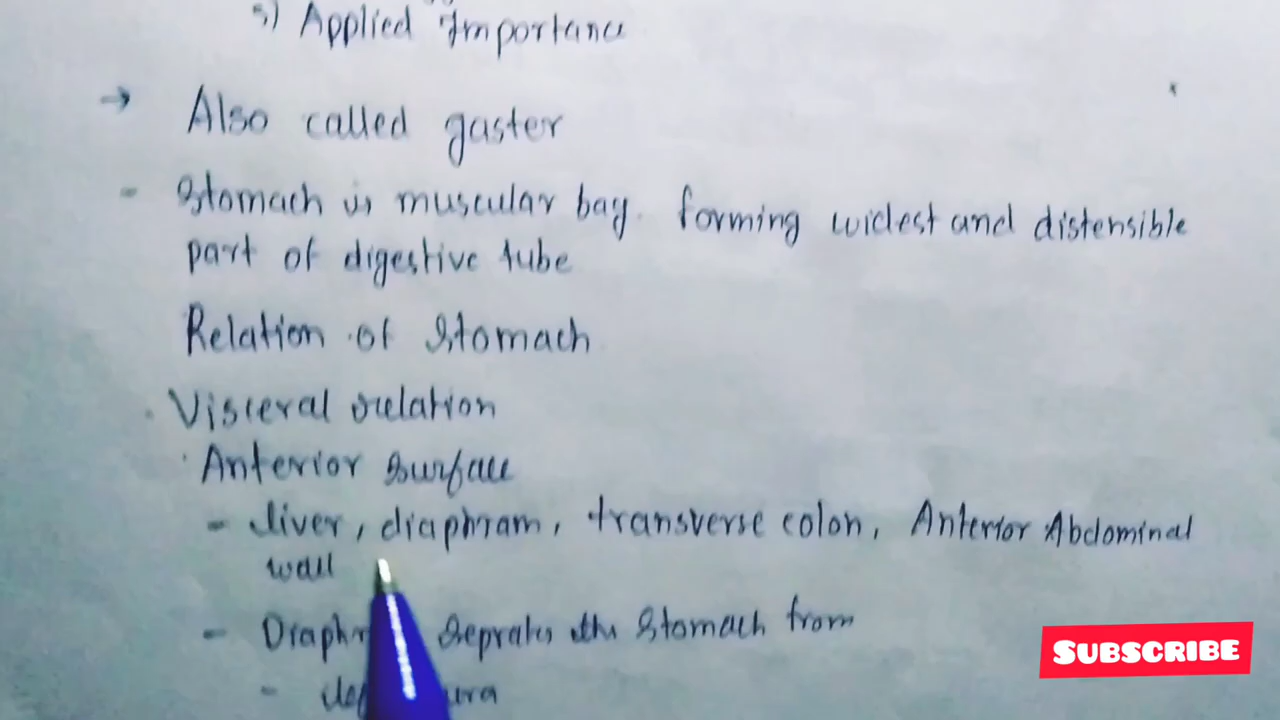 5) Applied Importance
→ Also called gaster
- Stomach is muscular bag forming widest and distensible
part of digestive tube
Relation of Stomach
· Visceral relation
· Anterior surface
- liver, diaphram, transverse colon, Anterior Abdominal
wall
- Seprates the Stomach from
SUBSCRIBE